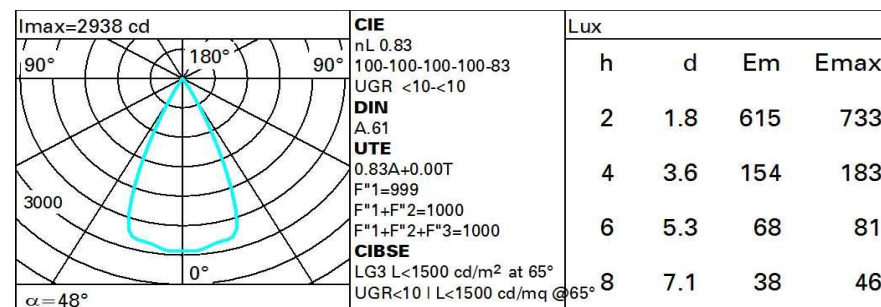 Imax=2938 cd
90° 180° 90°
3000
0°
α=48°
CIE
nL 0.83
100-100-100-100-83
UGR <10-<10
DIN
A.61
UTE
0.83A+0.00T
F"1=999
F"1+F"2=1000
F"1+F"2+F"3=1000
CIBSE
LG3 L<1500 cd/m² at 65°
UGR<10 | L<1500 cd/mq @65°
Lux
h d Em Emax
2 1.8 615 733
4 3.6 154 183
6 5.3 68 81
8 7.1 38 46